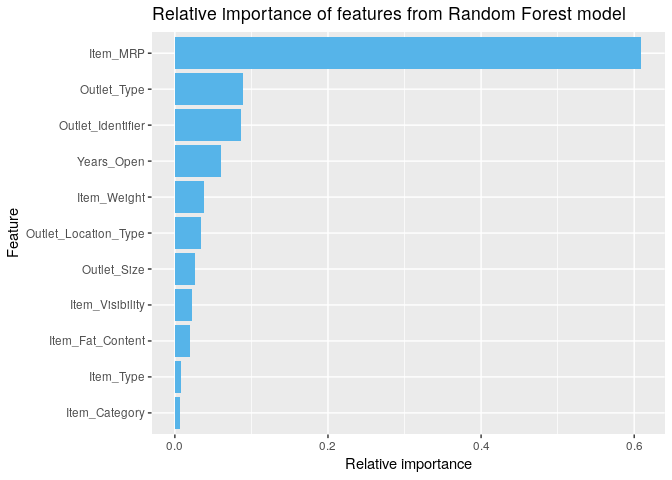 Relative importance of features from Random Forest model
Feature
Item_MRP
Outlet_Type
Outlet_Identifier
Years_Open
Item_Weight
Outlet_Location_Type
Outlet_Size
Item_Visibility
Item_Fat_Content
Item_Type
Item_Category
0.0 0.2 0.4 0.6
Relative importance